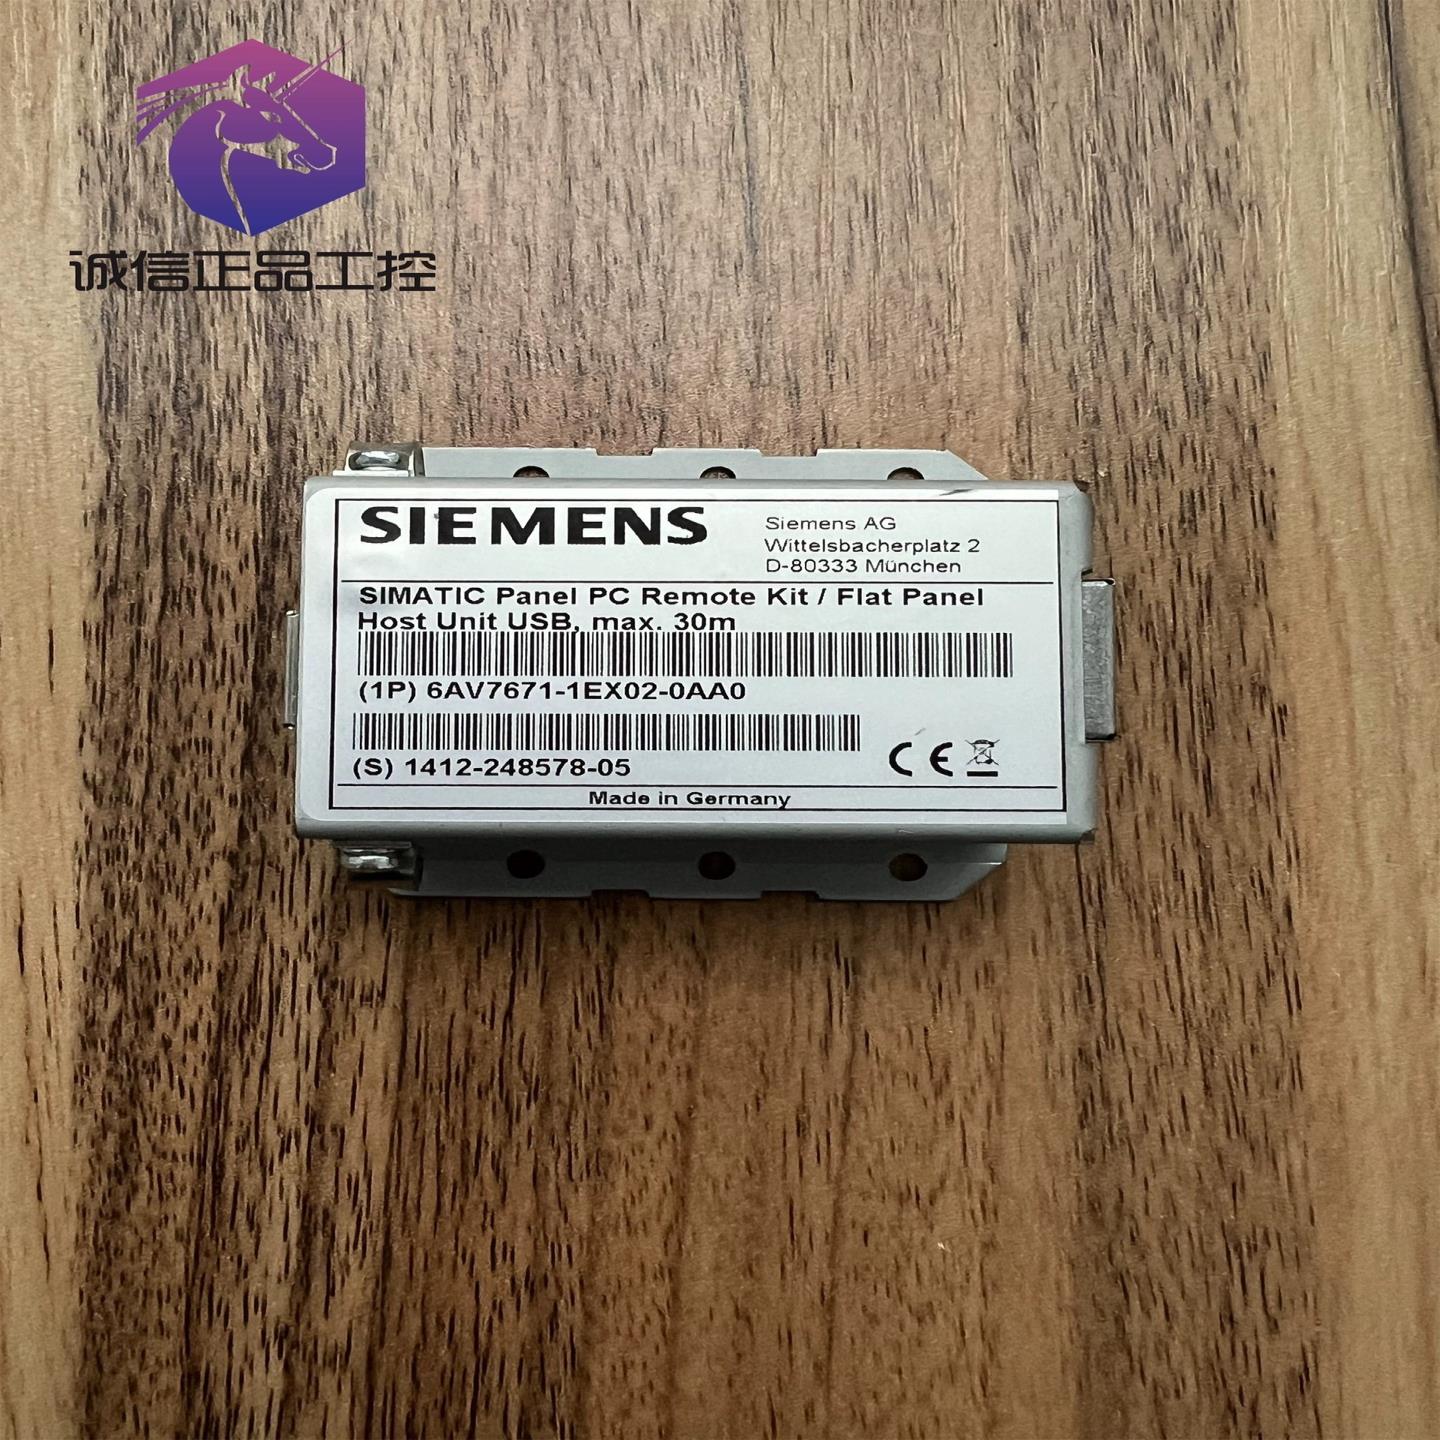 诚信正品工控
SIEMENS
Siemens AG
Wittelsbacherplatz 2
D-80333 München
SIMATIC Panel PC Remote Kit / Flat Panel
Host Unit USB, max. 30m
(1P) 6AV7671-1EX02-0AA0
(S) 1412-248578-05
CE
Made in Germany